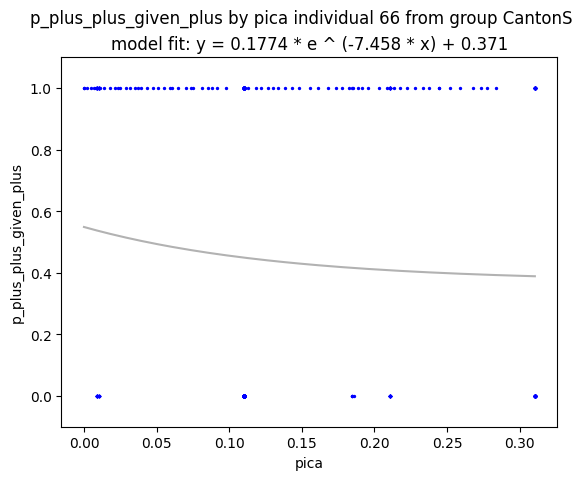 p_plus_plus_given_plus by pica individual 66 from group CantonS
model fit: y = 0.1774 * e ^ (-7.458 * x) + 0.371
1.0
0.8
0.6
0.4
0.2
0.0
p_plus_plus_given_plus
0.00 0.05 0.10 0.15 0.20 0.25 0.30
pica